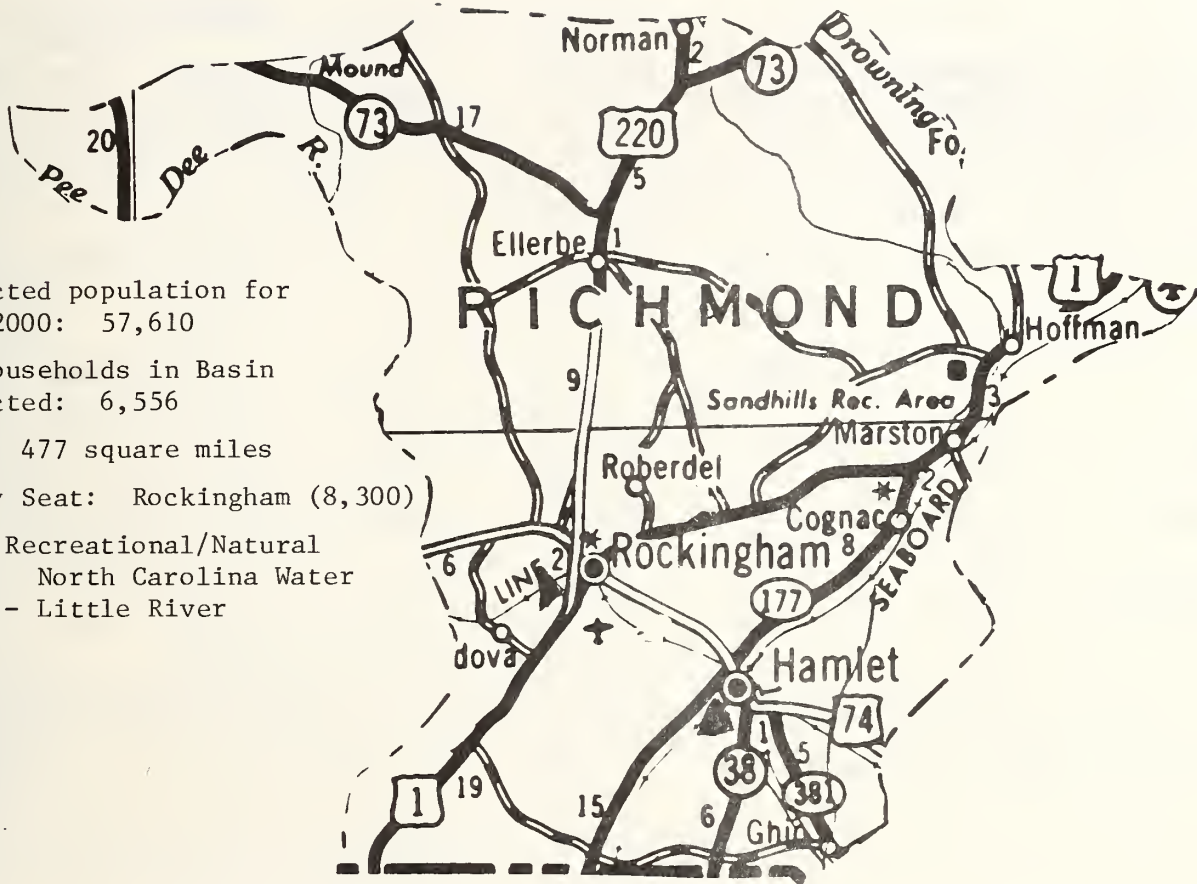 Norman
2
73
Drowning
Fo.
Mound
73
17
220
20
Pee Dee R.
5
Ellerbe
1
1
RICHMOND
Hoffman
cted population for
2000: 57,610
ouseholds in Basin
cted: 6,556
477 square miles
Seat: Rockingham (8,300)
Recreational/Natural
North Carolina Water
- Little River
9
Sandhills Rec. Area
3
Marston
Roberdel
2
Cognac
SEABOARD
8
Rockingham
2
6
LINE
177
dova
Hamlet
74
1
5
38
381
1
19
15
6